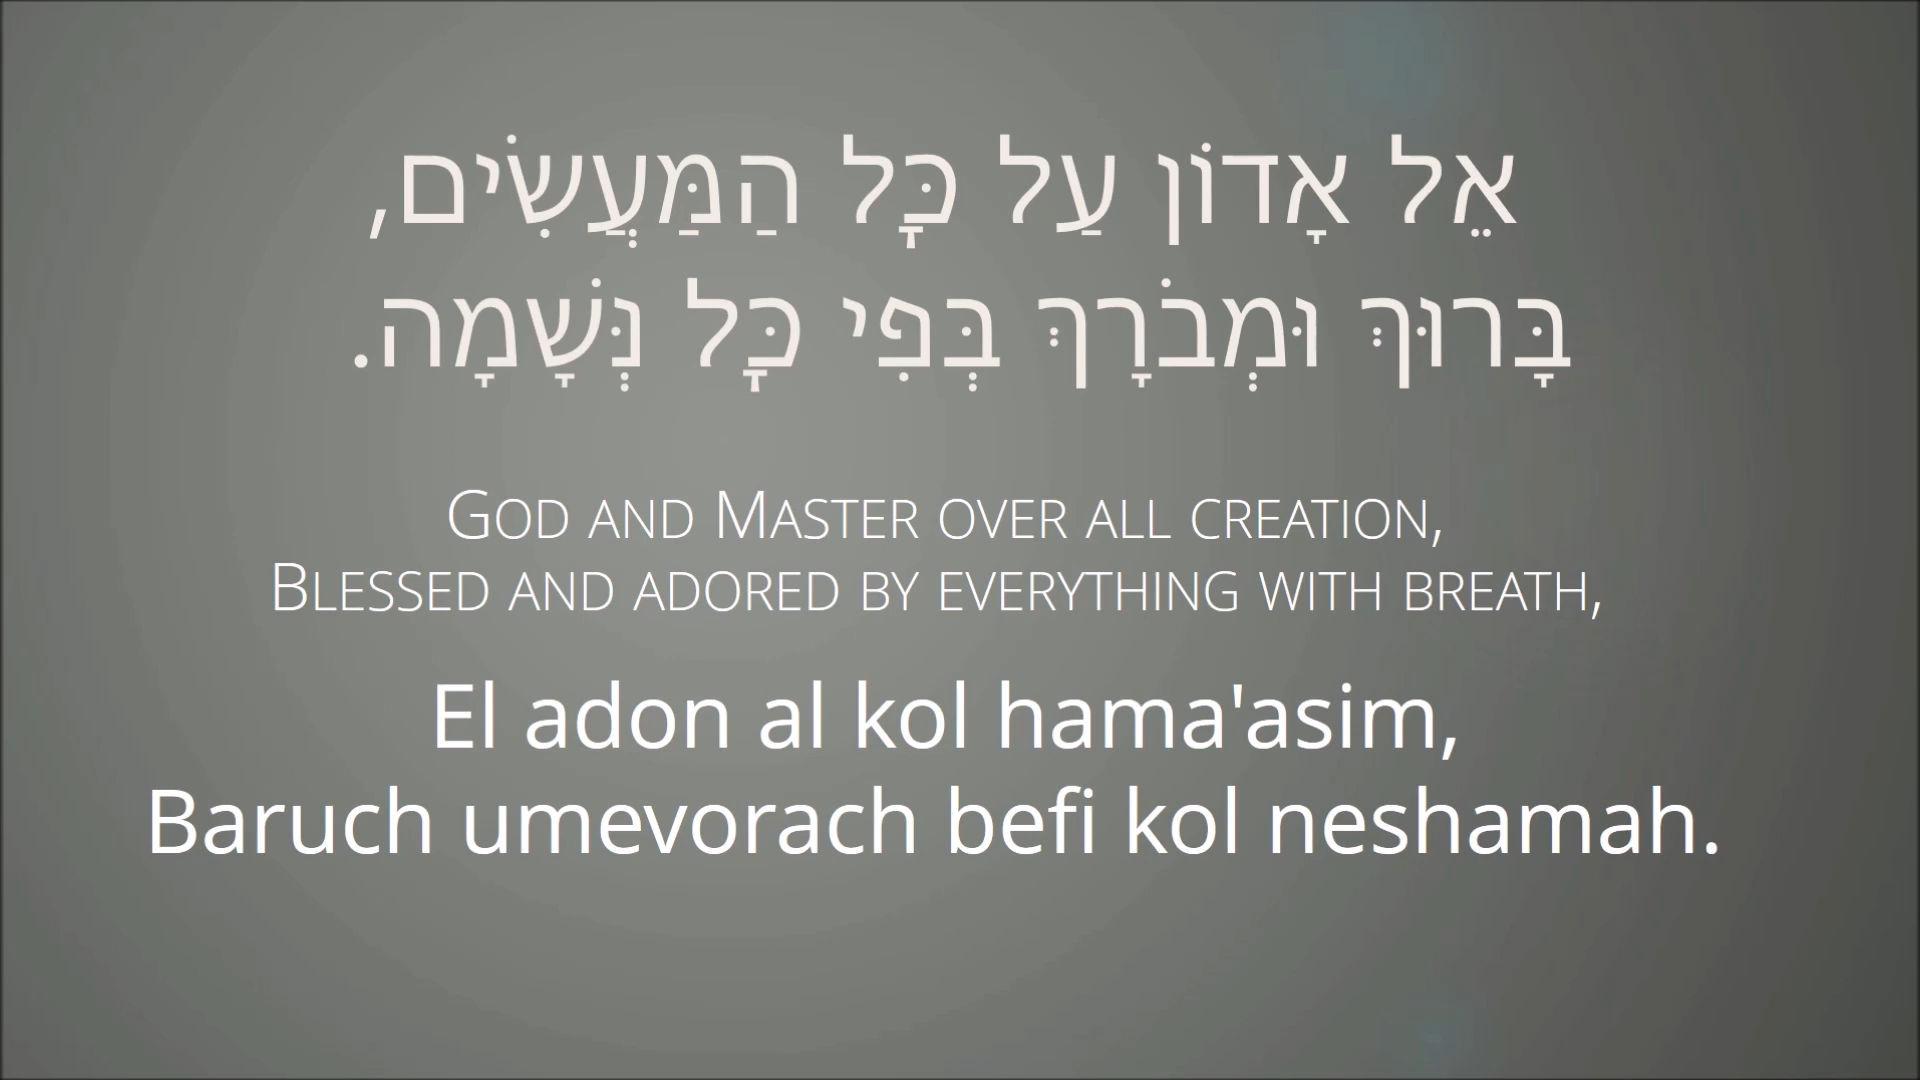 אֵל אָדוֹן עַל כׇּל הַמַּעֲשִׂים,
בָּרוּךְ וּמְבֹרָךְ בְּפִי כׇּל נְּשָׁמָה.
God and Master over all creation,
Blessed and adored by everything with breath,
El adon al kol hama'asim,
Baruch umevorach befi kol neshamah.